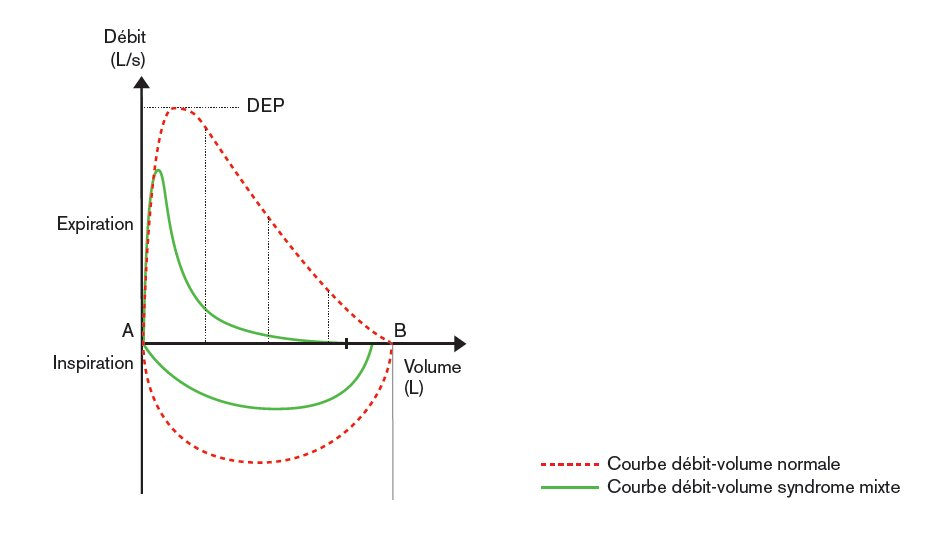 Débit
(L/s)
DEP
Expiration
A
B
Inspiration
Volume
(L)
Courbe débit-volume normale
Courbe débit-volume syndrome mixte